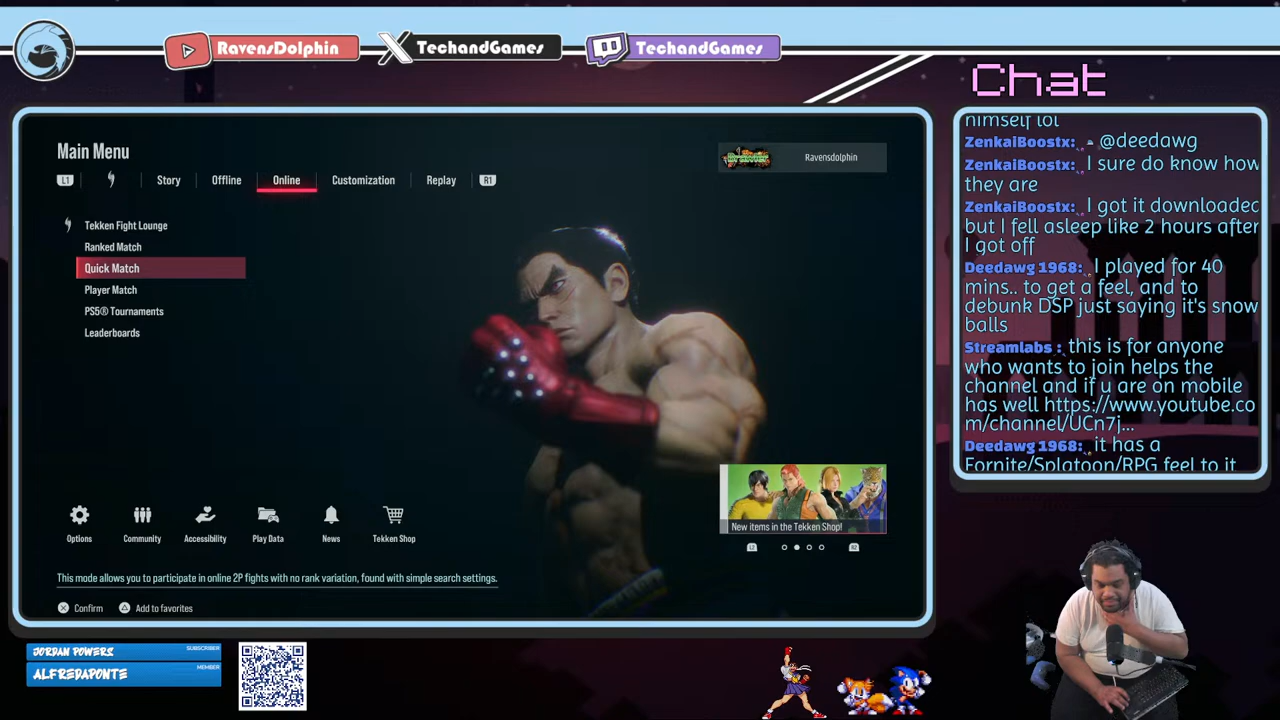 RavensDolphin
TechandGames
TechandGames
Chat
Main Menu
Ravensdolphin
L1
Story
Offline
Online
Customization
Replay
R1
Tekken Fight Lounge
Ranked Match
Quick Match
Player Match
PS5® Tournaments
Leaderboards
New items in the Tekken Shop!
L2
R2
Options
Community
Accessibility
Play Data
News
Tekken Shop
This mode allows you to participate in online 2P fights with no rank variation, found with simple search settings.
Confirm
Add to favorites
himself lol
ZenkaiBoostx: @deedawg
ZenkaiBoostx: I sure do know how
they are
ZenkaiBoostx: I got it downloaded
but I fell asleep like 2 hours after
I got off
Deedawg 1968: I played for 40
mins.. to get a feel, and to
debunk DSP just saying it's snow
balls
Streamlabs : this is for anyone
who wants to join helps the
channel and if u are on mobile
has well https://www.youtube.co
m/channel/UCn7j...
Deedawg 1968: it has a
Fornite/Splatoon/RPG feel to it
JORDAN POWERS
SUBSCRIBER
ALFREDAPONTE
MEMBER